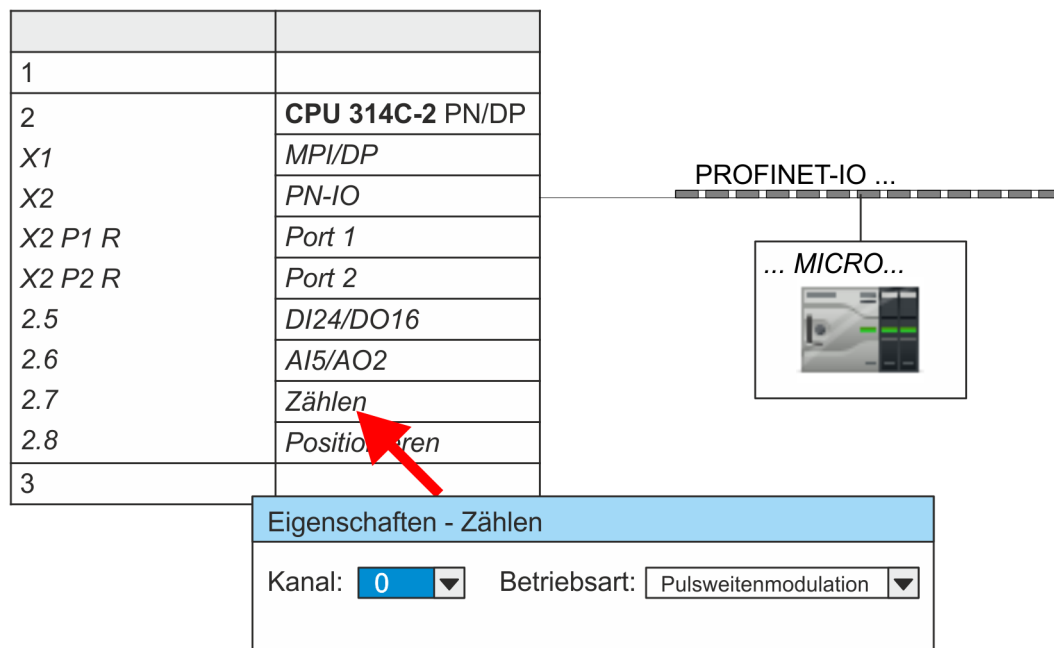 1
2 CPU 314C-2 PN/DP
X1 MPI/DP
X2 PN-IO
X2 P1 R Port 1
X2 P2 R Port 2
2.5 DI24/DO16
2.6 AI5/AO2
2.7 Zählen
2.8 Positionieren
3
PROFINET-IO ...
... MICRO...
Eigenschaften - Zählen
Kanal: 0 Betriebsart: Pulsweitenmodulation